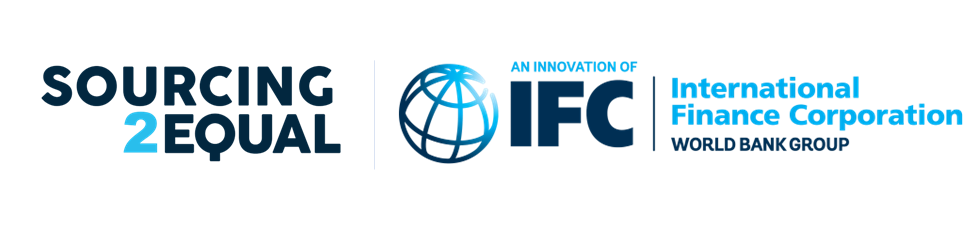 SOURCING
2EQUAL
AN INNOVATION OF
IFC
International
Finance Corporation
WORLD BANK GROUP